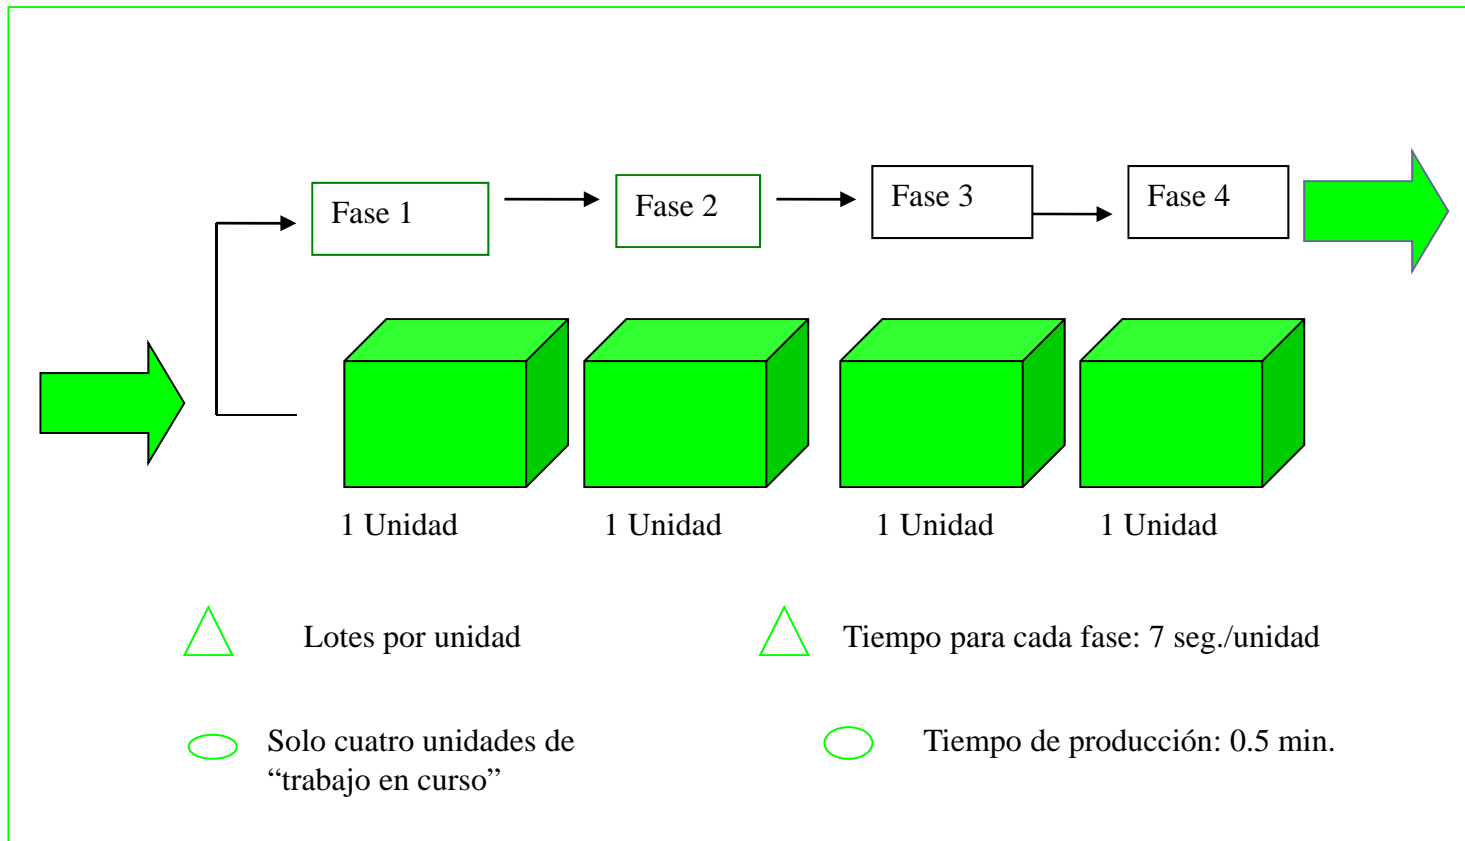 Fase 1
Fase 2
Fase 3
Fase 4
1 Unidad
1 Unidad
1 Unidad
1 Unidad
Lotes por unidad
Tiempo para cada fase: 7 seg./unidad
Solo cuatro unidades de
“trabajo en curso”
Tiempo de producción: 0.5 min.